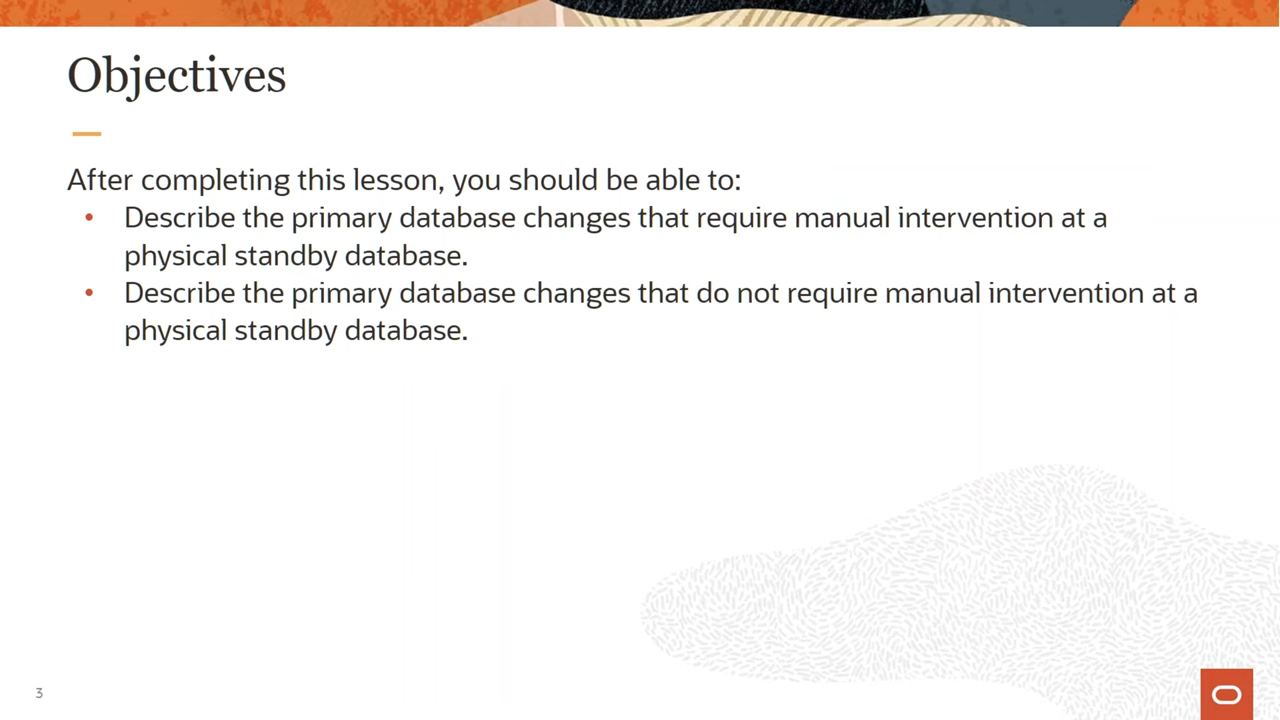 Objectives
After completing this lesson, you should be able to:
• Describe the primary database changes that require manual intervention at a
physical standby database.
• Describe the primary database changes that do not require manual intervention at a
physical standby database.
3